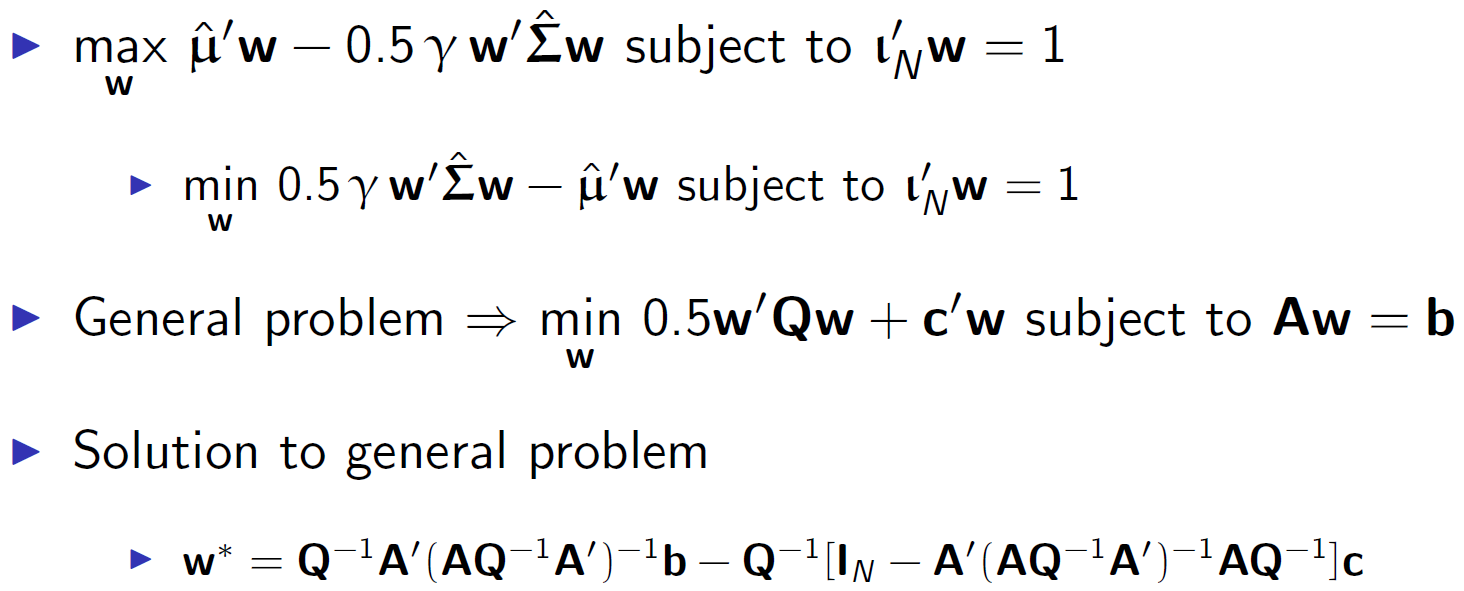 ▶ max_w μ̂′w − 0.5 γ w′Σ̂w subject to ι′_N w = 1
▶ min_w 0.5 γ w′Σ̂w − μ̂′w subject to ι′_N w = 1
▶ General problem ⇒ min_w 0.5w′Qw + c′w subject to Aw = b
▶ Solution to general problem
▶ w* = Q⁻¹A′(AQ⁻¹A′)⁻¹b − Q⁻¹[I_N − A′(AQ⁻¹A′)⁻¹AQ⁻¹]c